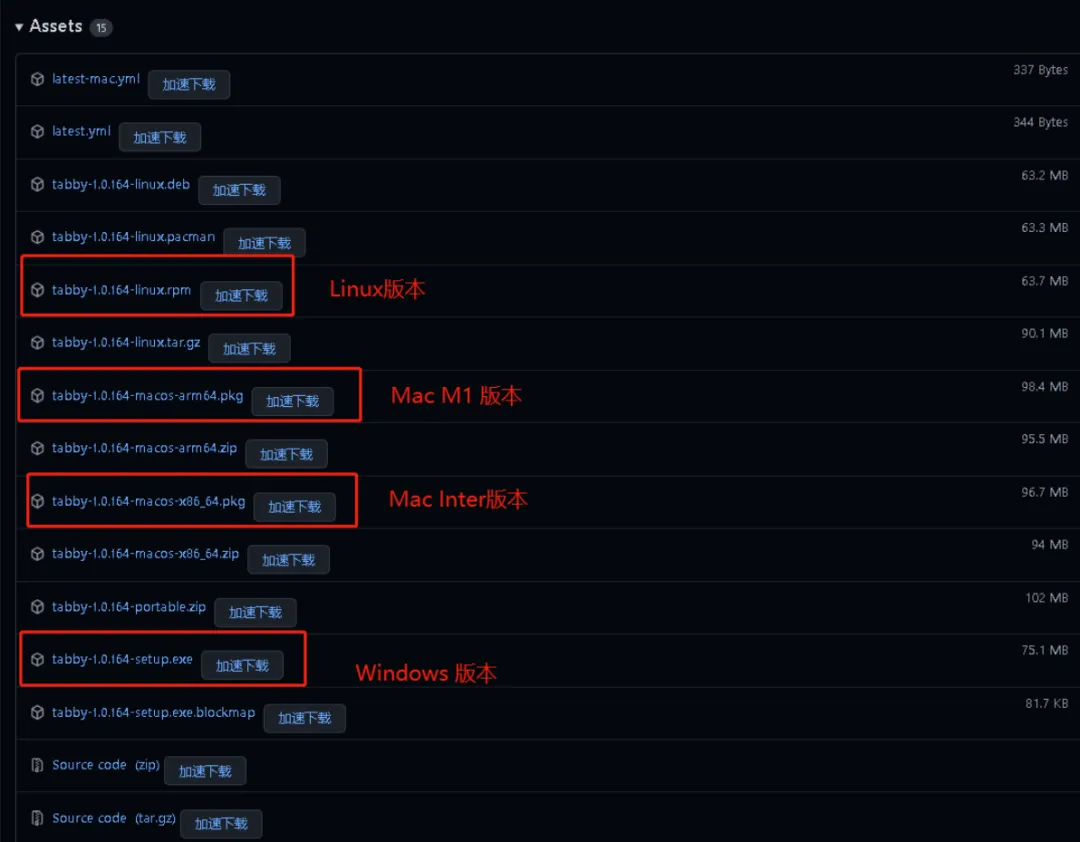 Assets 15
latest-mac.yml 加速下载 337 Bytes
latest.yml 加速下载 344 Bytes
tabby-1.0.164-linux.deb 加速下载 63.2 MB
tabby-1.0.164-linux.pacman 加速下载 63.3 MB
tabby-1.0.164-linux.rpm 加速下载 Linux版本 63.7 MB
tabby-1.0.164-linux.tar.gz 加速下载 90.1 MB
tabby-1.0.164-macos-arm64.pkg 加速下载 Mac M1 版本 98.4 MB
tabby-1.0.164-macos-arm64.zip 加速下载 95.5 MB
tabby-1.0.164-macos-x86_64.pkg 加速下载 Mac Inter版本 96.7 MB
tabby-1.0.164-macos-x86_64.zip 加速下载 94 MB
tabby-1.0.164-portable.zip 加速下载 102 MB
tabby-1.0.164-setup.exe 加速下载 Windows 版本 75.1 MB
tabby-1.0.164-setup.exe.blockmap 加速下载 81.7 KB
Source code (zip) 加速下载
Source code (tar.gz) 加速下载